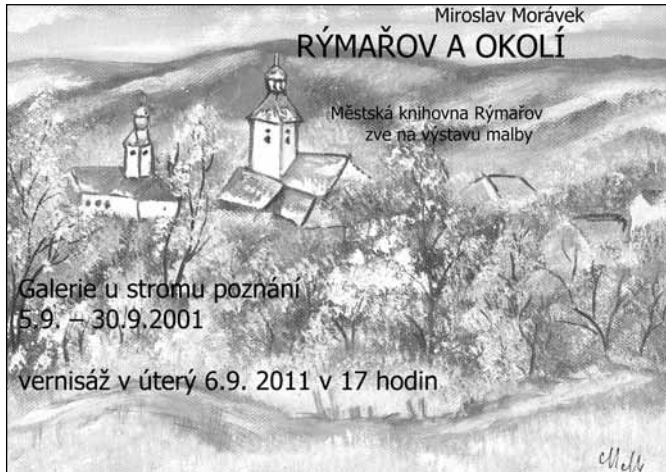 Miroslav Morávek
RÝMAŘOV A OKOLÍ
Městská knihovna Rýmařov
zve na výstavu malby
Galerie u stromu poznání
5.9. – 30.9.2001
vernisáž v úterý 6.9. 2011 v 17 hodin